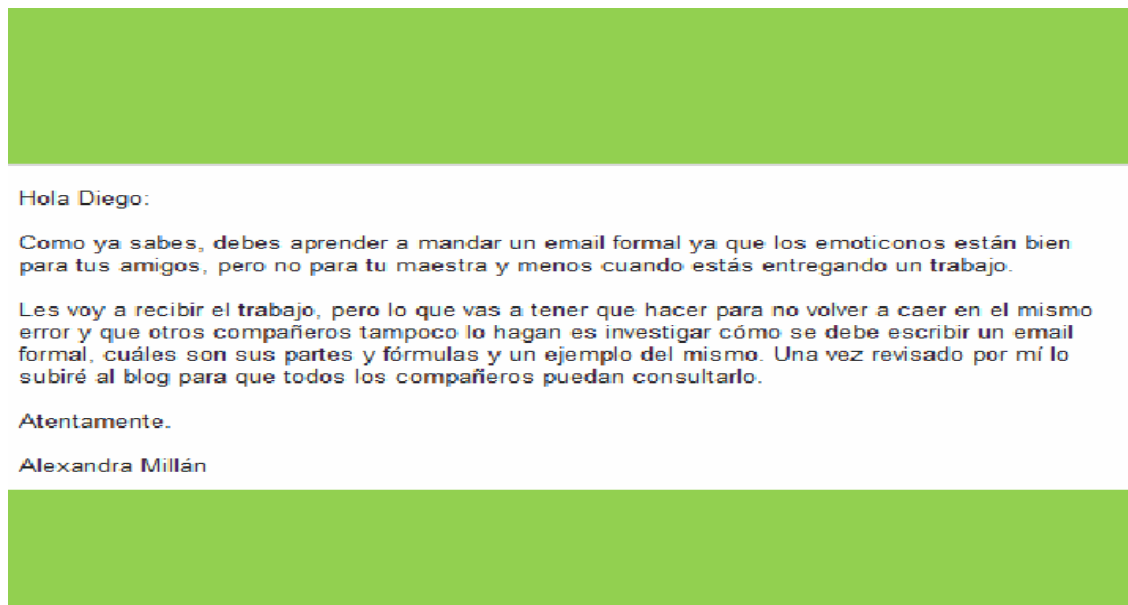 Hola Diego:
Como ya sabes, debes aprender a mandar un email formal ya que los emoticonos están bien
para tus amigos, pero no para tu maestra y menos cuando estás entregando un trabajo.
Les voy a recibir el trabajo, pero lo que vas a tener que hacer para no volver a caer en el mismo
error y que otros compañeros tampoco lo hagan es investigar cómo se debe escribir un email
formal, cuáles son sus partes y fórmulas y un ejemplo del mismo. Una vez revisado por mí lo
subiré al blog para que todos los compañeros puedan consultarlo.
Atentamente.
Alexandra Millán